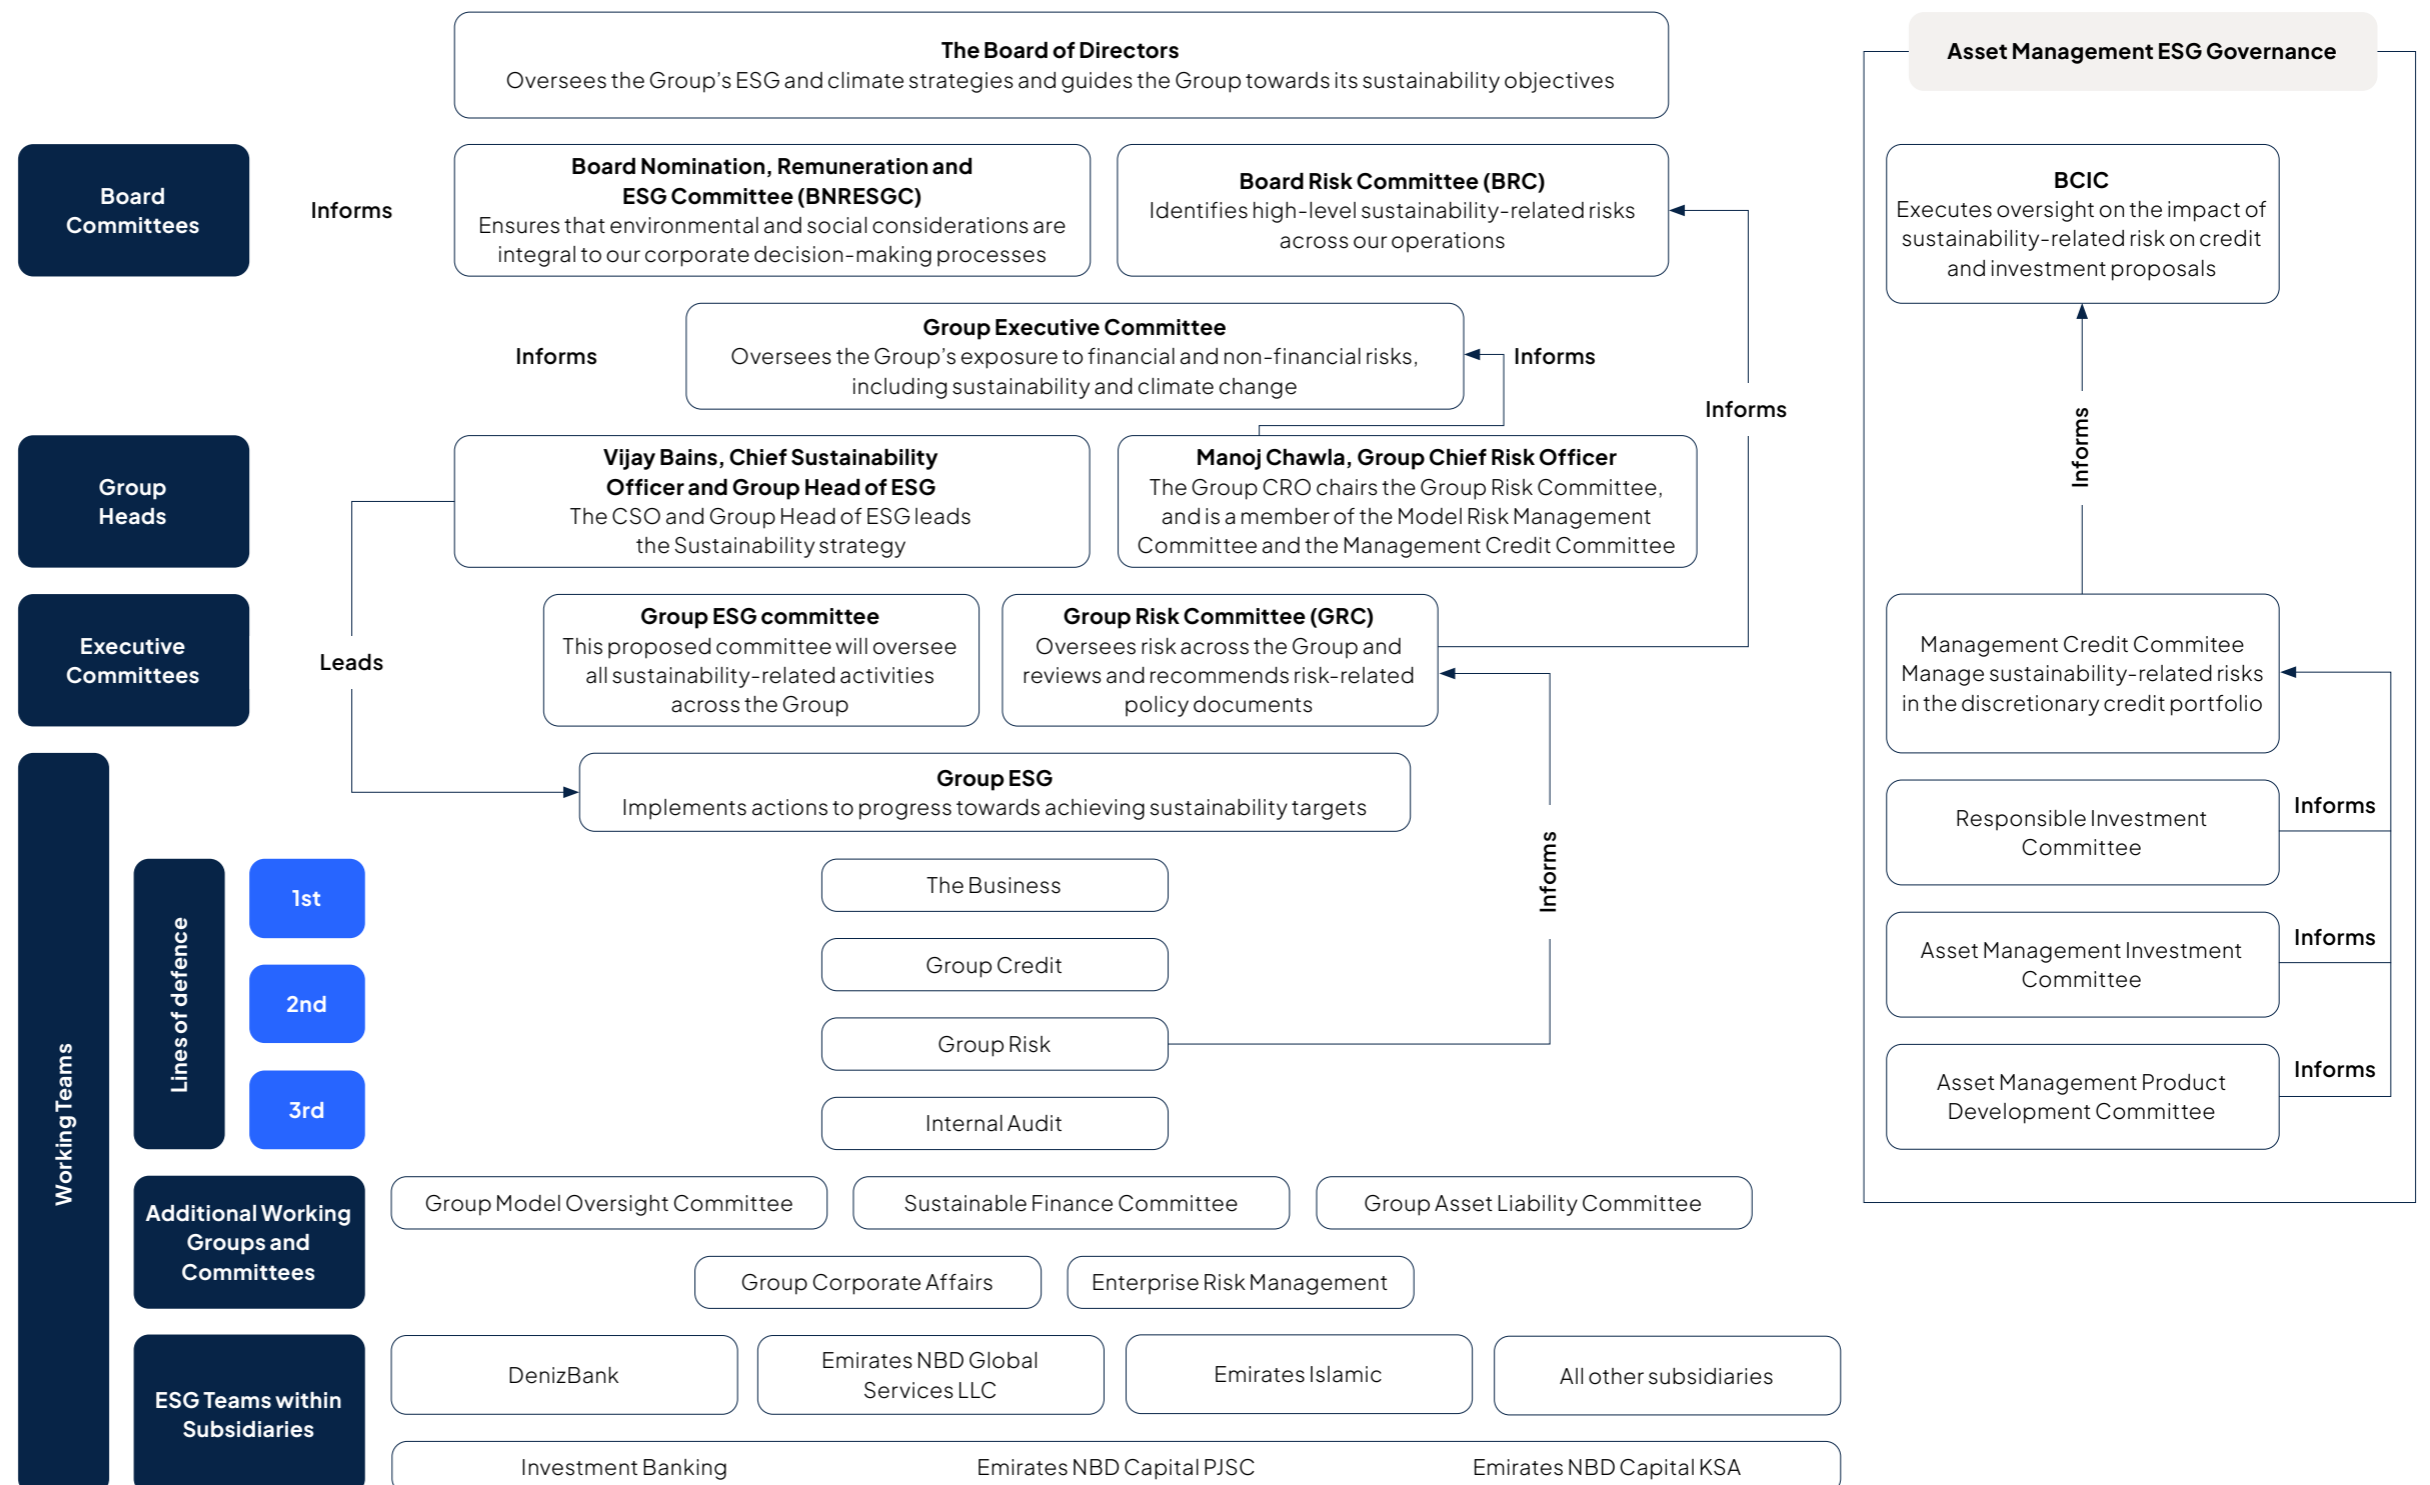 The Board of Directors
Oversees the Group's ESG and climate strategies and guides the Group towards its sustainability objectives
Asset Management ESG Governance
Board
Committees
Informs
Board Nomination, Remuneration and
ESG Committee (BNRESGC)
Ensures that environmental and social considerations are
integral to our corporate decision-making processes
Board Risk Committee (BRC)
Identifies high-level sustainability-related risks
across our operations
BCIC
Executes oversight on the impact of
sustainability-related risk on credit
and investment proposals
Informs
Group Executive Committee
Oversees the Group's exposure to financial and non-financial risks,
including sustainability and climate change
Informs
Informs
Informs
Group
Heads
Vijay Bains, Chief Sustainability
Officer and Group Head of ESG
The CSO and Group Head of ESG leads
the Sustainability strategy
Manoj Chawla, Group Chief Risk Officer
The Group CRO chairs the Group Risk Committee,
and is a member of the Model Risk Management
Committee and the Management Credit Committee
Executive
Committees
Leads
Group ESG committee
This proposed committee will oversee
all sustainability-related activities
across the Group
Group Risk Committee (GRC)
Oversees risk across the Group and
reviews and recommends risk-related
policy documents
Management Credit Commitee
Manage sustainability-related risks
in the discretionary credit portfolio
Working Teams
Group ESG
Implements actions to progress towards achieving sustainability targets
Informs
Responsible Investment
Committee
Informs
Asset Management Investment
Committee
Informs
Asset Management Product
Development Committee
Informs
Lines of defence
1st
2nd
3rd
The Business
Group Credit
Group Risk
Internal Audit
Additional Working
Groups and
Committees
Group Model Oversight Committee
Sustainable Finance Committee
Group Asset Liability Committee
Group Corporate Affairs
Enterprise Risk Management
ESG Teams within
Subsidiaries
DenizBank
Emirates NBD Global
Services LLC
Emirates Islamic
All other subsidiaries
Investment Banking
Emirates NBD Capital PJSC
Emirates NBD Capital KSA